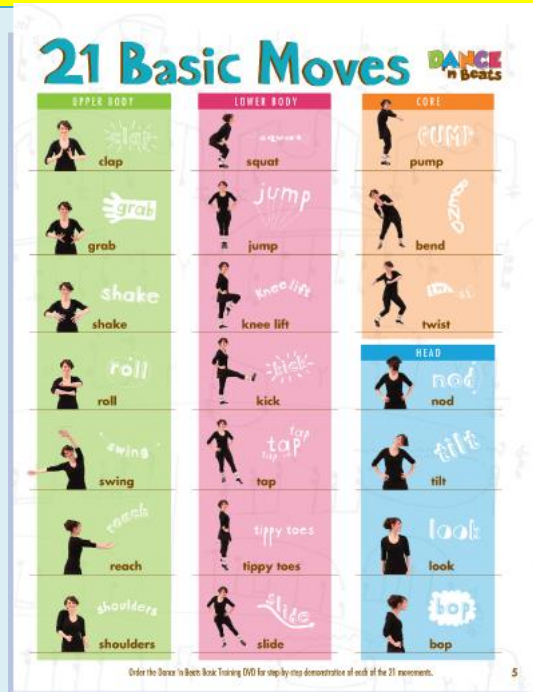 21 Basic Moves
DANCE
'n Beats
UPPER BODY
clap
clap
grab
grab
shake
shake
roll
roll
swing
swing
reach
reach
shoulders
shoulders
LOWER BODY
squat
squat
jump
jump
knee lift
knee lift
kick
kick
tap
tap
tap
tap
tippy toes
tippy toes
slide
slide
CORE
PUMP
pump
BEND
bend
twist
twist
HEAD
nod
nod
tilt
tilt
look
look
bop
bop
Order the Dance 'n Beats Basic Training DVD for step-by-step demonstration of each of the 21 movements.
5